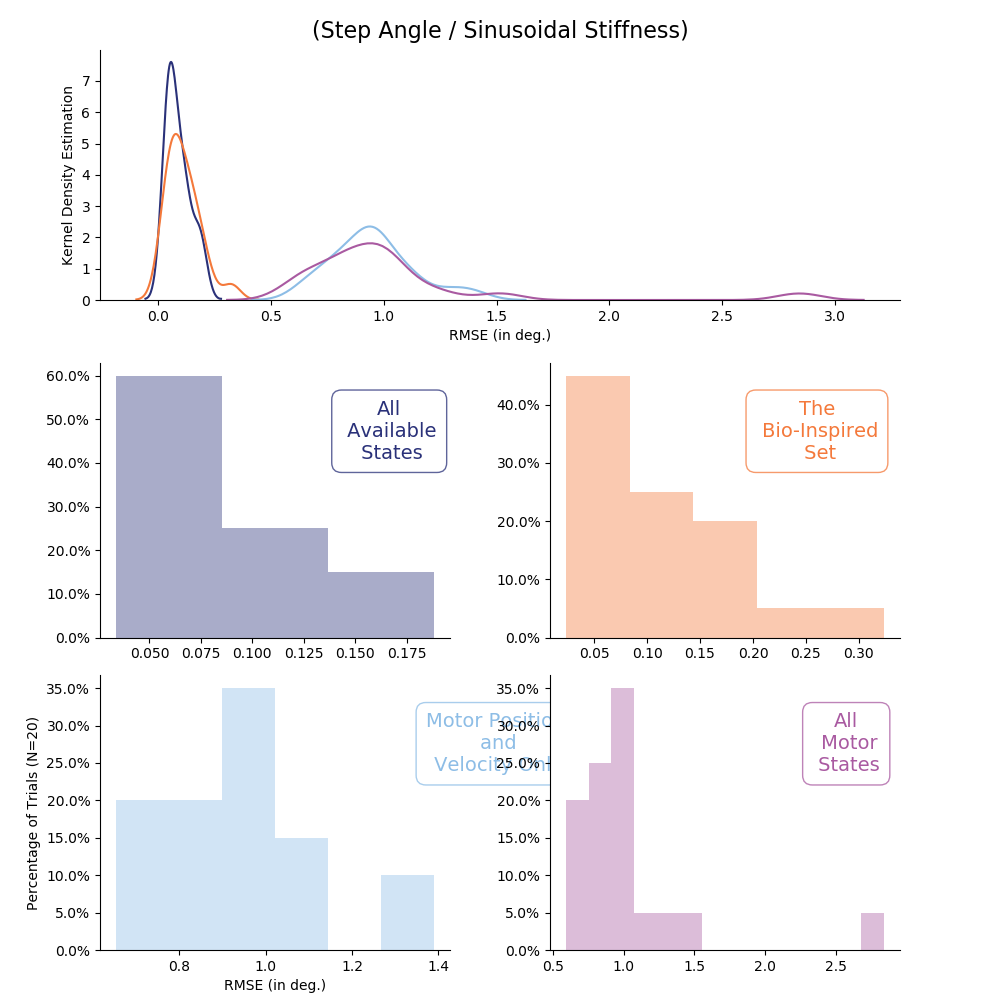 (Step Angle / Sinusoidal Stiffness)
Kernel Density Estimation
7
6
5
4
3
2
1
0
0.0 0.5 1.0 1.5 2.0 2.5 3.0
RMSE (in deg.)
60.0%
50.0%
40.0%
30.0%
20.0%
10.0%
0.0%
0.050 0.075 0.100 0.125 0.150 0.175
All
Available
States
40.0%
30.0%
20.0%
10.0%
0.0%
0.05 0.10 0.15 0.20 0.25 0.30
The
Bio-Inspired
Set
Percentage of Trials (N=20)
35.0%
30.0%
25.0%
20.0%
15.0%
10.0%
5.0%
0.0%
0.8 1.0 1.2 1.4
RMSE (in deg.)
Motor
and
Velocity
35.0%
30.0%
25.0%
20.0%
15.0%
10.0%
5.0%
0.0%
0.5 1.0 1.5 2.0 2.5
All
Motor
States